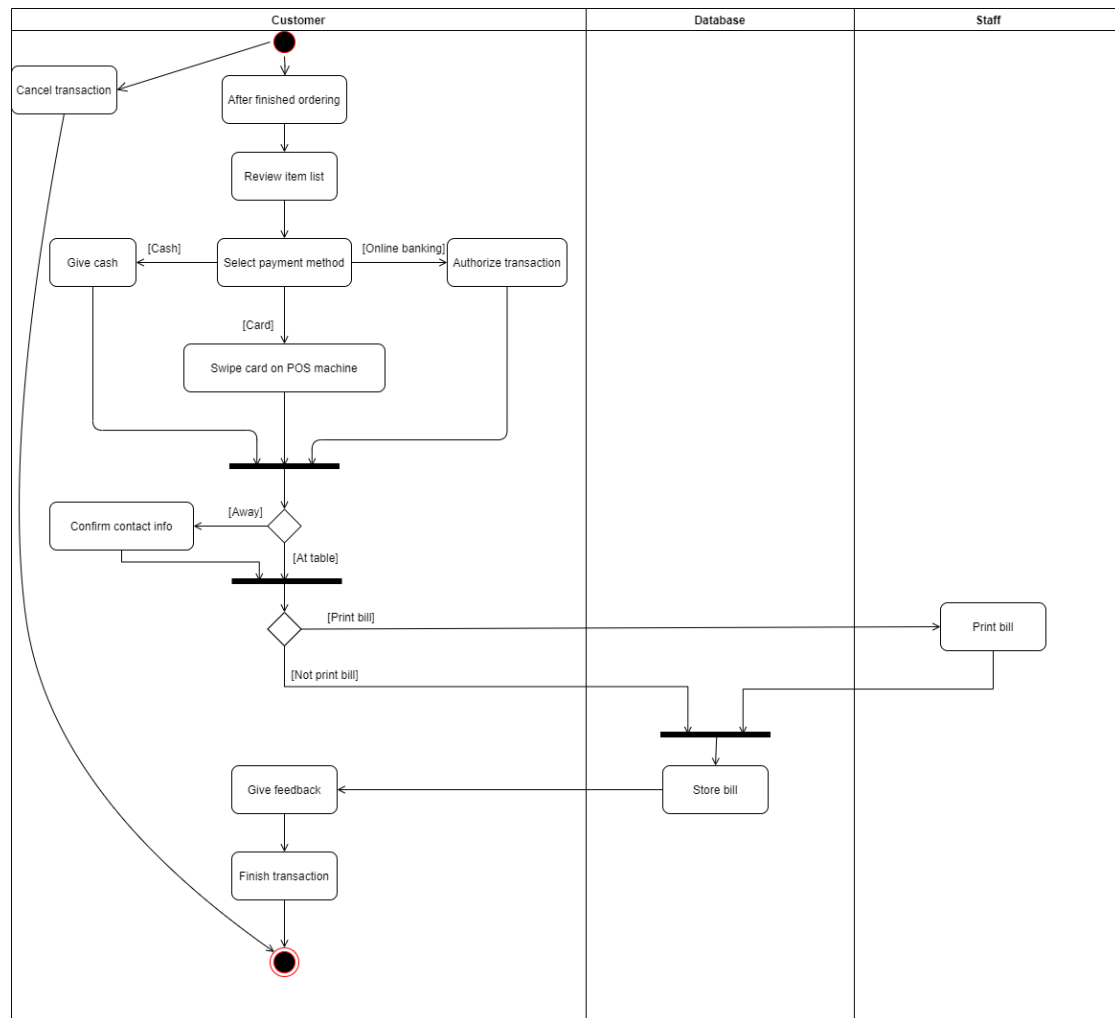 Customer
Database
Staff
Cancel transaction
After finished ordering
Review item list
[Cash]
[Online banking]
Give cash
Select payment method
Authorize transaction
[Card]
Swipe card on POS machine
[Away]
Confirm contact info
[At table]
[Print bill]
Print bill
[Not print bill]
Give feedback
Store bill
Finish transaction